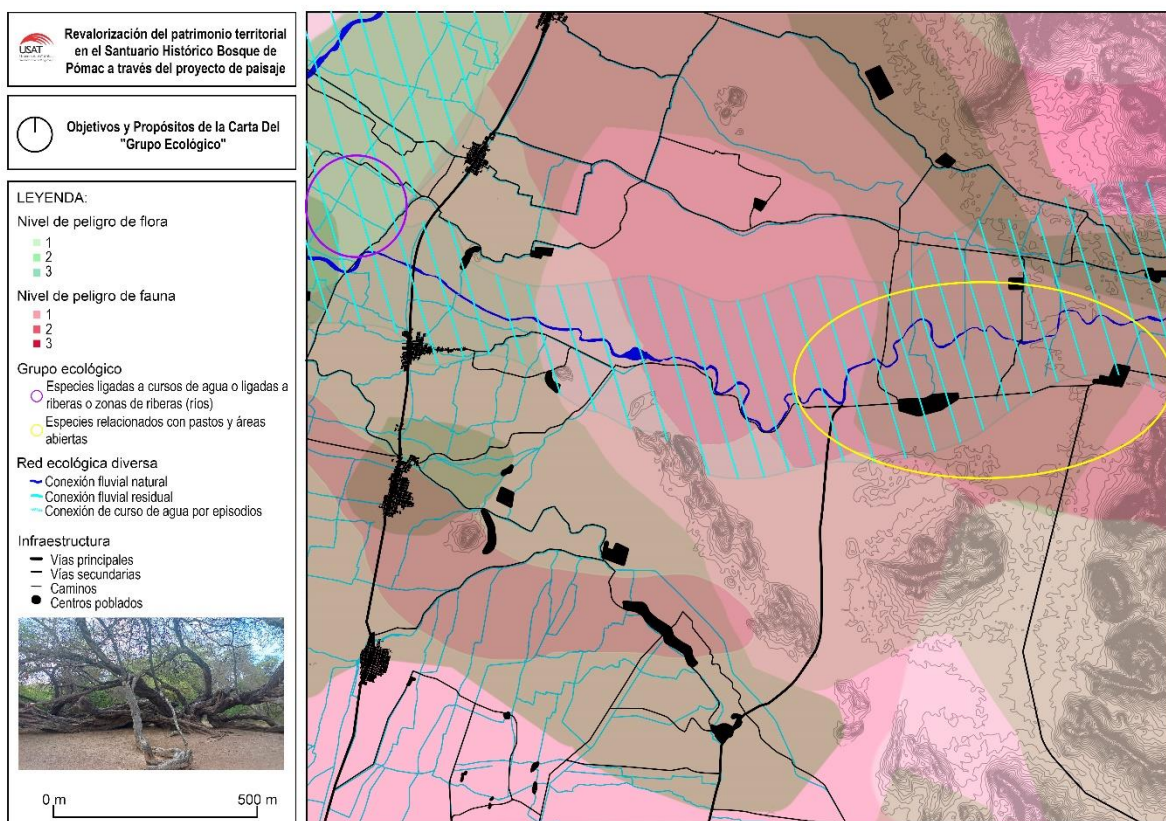 USAT
Revalorización del patrimonio territorial
en el Santuario Histórico Bosque de
Pómac a través del proyecto de paisaje
Objetivos y Propósitos de la Carta Del
"Grupo Ecológico"
LEYENDA:
Nivel de peligro de flora
1
2
3
Nivel de peligro de fauna
1
2
3
Grupo ecológico
Especies ligadas a cursos de agua o ligadas a
riberas o zonas de riberas (ríos)
Especies relacionados con pastos y áreas
abiertas
Red ecológica diversa
Conexión fluvial natural
Conexión fluvial residual
Conexión de curso de agua por episodios
Infraestructura
Vías principales
Vías secundarias
Caminos
Centros poblados
0 m 500 m